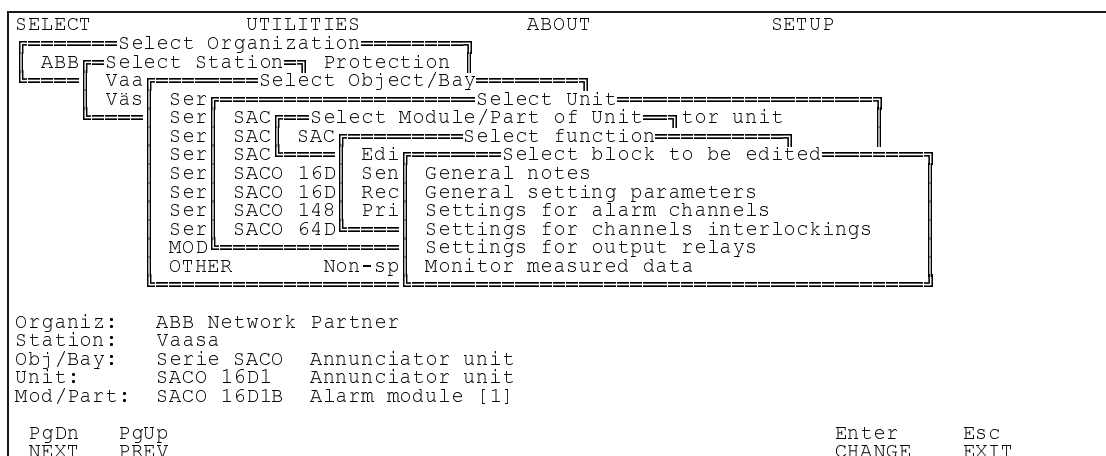 SELECT UTILITIES ABOUT SETUP
Select Organization
ABB Select Station Protection
Vaa Select Object/Bay
Väs Ser Select Unit
Ser SAC Select Module/Part of Unit tor unit
Ser SAC SAC Select function
Ser SAC Edi Select block to be edited
Ser SACO 16D Sen General notes
Ser SACO 16D Rec General setting parameters
Ser SACO 148 Pri Settings for alarm channels
Ser SACO 64D Settings for channels interlockings
MOD Settings for output relays
OTHER Non-sp Monitor measured data
Organiz: ABB Network Partner
Station: Vaasa
Obj/Bay: Serie SACO Annunciator unit
Unit: SACO 16D1 Annunciator unit
Mod/Part: SACO 16D1B Alarm module [1]
PgDn PgUp Enter Esc
NEXT PREV CHANGE EXIT